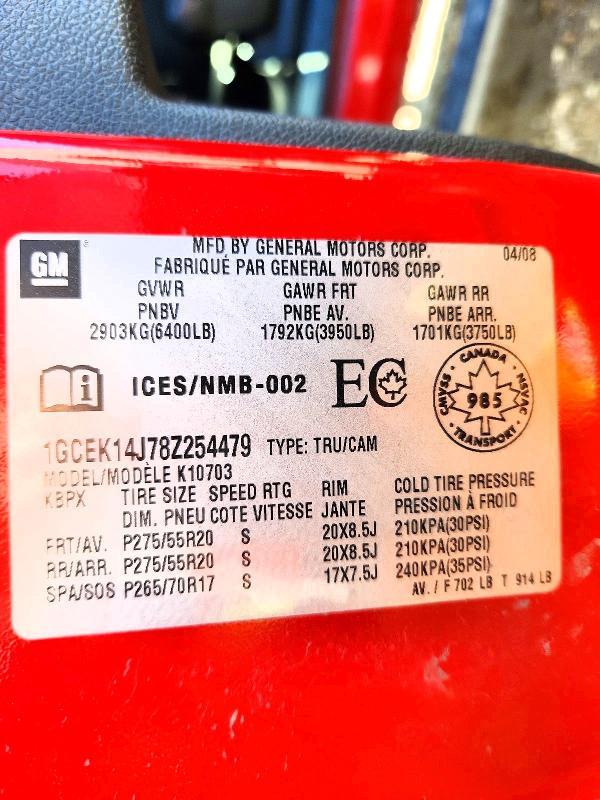 GM
MFD BY GENERAL MOTORS CORP. 04/08
FABRIQUÉ PAR GENERAL MOTORS CORP.
GVWR GAWR FRT GAWR RR
PNBV PNBE AV. PNBE ARR.
2903KG(6400LB) 1792KG(3950LB) 1701KG(3750LB)
i ICES/NMB-002 EC
CANADA
CMVSS 985 NSVAC
TRANSPORT
1GCEK14J78Z254479 TYPE: TRU/CAM
MODEL/MODÈLE K10703
KBPX TIRE SIZE SPEED RTG RIM COLD TIRE PRESSURE
DIM. PNEU COTE VITESSE JANTE PRESSION À FROID
FRT/AV. P275/55R20 S 20X8.5J 210KPA(30PSI)
RR/ARR. P275/55R20 S 20X8.5J 210KPA(30PSI)
SPA/SOS P265/70R17 S 17X7.5J 240KPA(35PSI)
AV. / F 702 LB T 914 LB